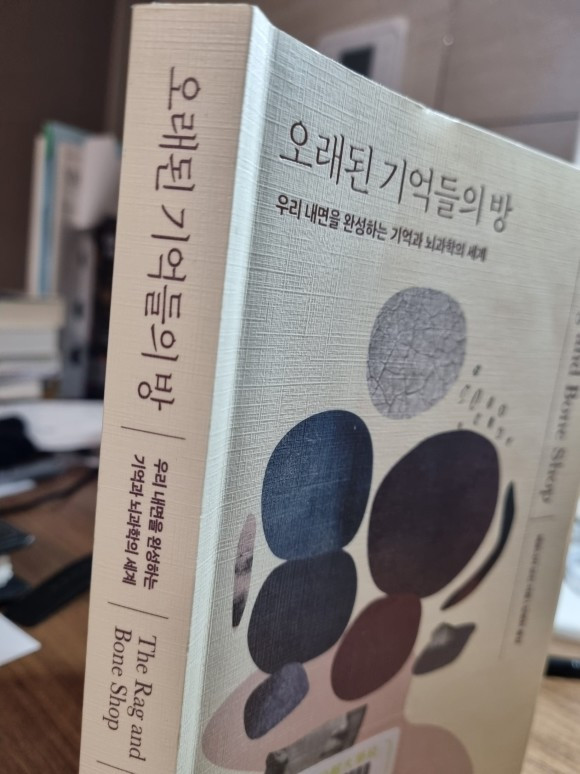 오래된 기억들의 방
우리 내면을 완성하는
기억과 뇌과학의 세계
The Rag and
Bone Shop
오래된 기억들의 방
우리 내면을 완성하는 기억과 뇌과학의 세계
and Bone Shop